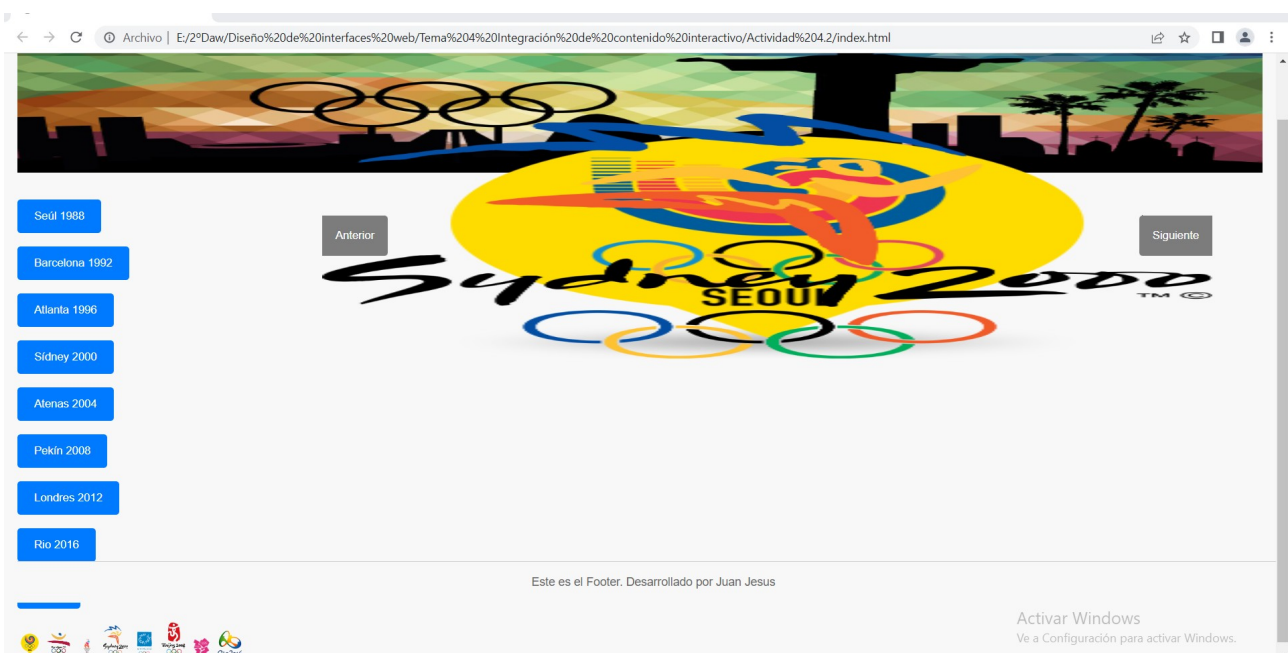 Archivo | E:/2ºDaw/Diseño%20de%20interfaces%20web/Tema%204%20Integración%20de%20contenido%20interactivo/Actividad%204.2/index.html
Seúl 1988
Barcelona 1992
Atlanta 1996
Sídney 2000
Atenas 2004
Pekín 2008
Londres 2012
Rio 2016
Anterior
Siguiente
Sydney 2000
TM ©
SEOUL
Este es el Footer. Desarrollado por Juan Jesus
Activar Windows
Ve a Configuración para activar Windows.